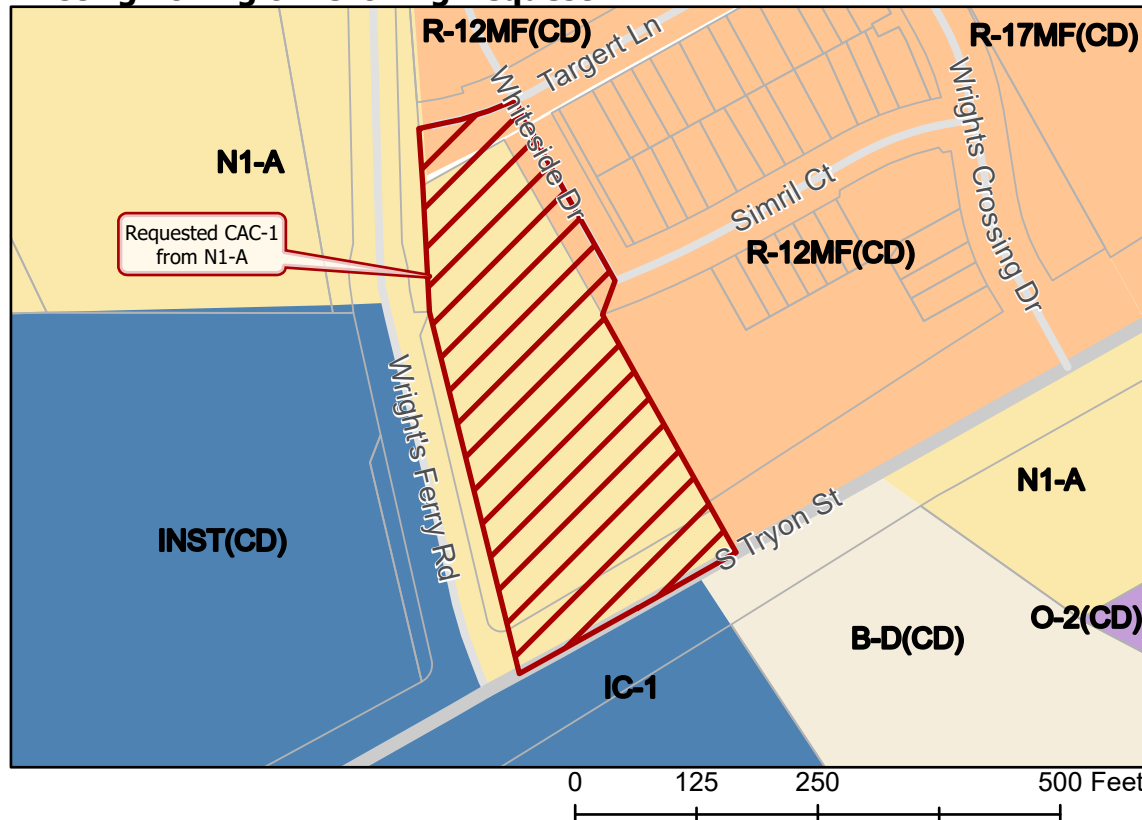 R-12MF(CD)
R-17MF(CD)
Targert Ln
Whiteside Dr
Wrights Crossing Dr
N1-A
Simril Ct
Requested CAC-1
from N1-A
R-12MF(CD)
Wright's Ferry Rd
N1-A
INST(CD)
S Tryon St
O-2(CD)
B-D(CD)
IC-1
0 125 250 500 Feet